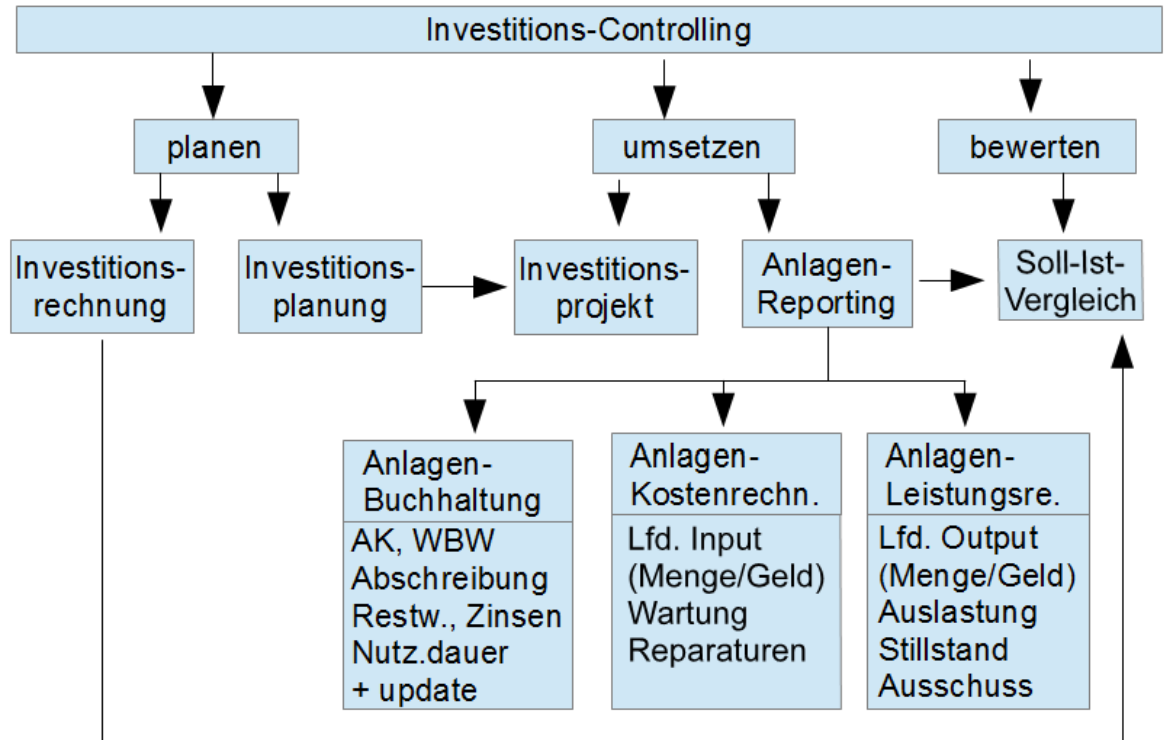 Investitions-Controlling
planen
umsetzen
bewerten
Investitions-
rechnung
Investitions-
planung
Investitions-
projekt
Anlagen-
Reporting
Soll-Ist-
Vergleich
Anlagen-
Buchhaltung
AK, WBW
Abschreibung
Restw., Zinsen
Nutz.dauer
+ update
Anlagen-
Kostenrechn.
Lfd. Input
(Menge/Geld)
Wartung
Reparaturen
Anlagen-
Leistungsre.
Lfd. Output
(Menge/Geld)
Auslastung
Stillstand
Ausschuss